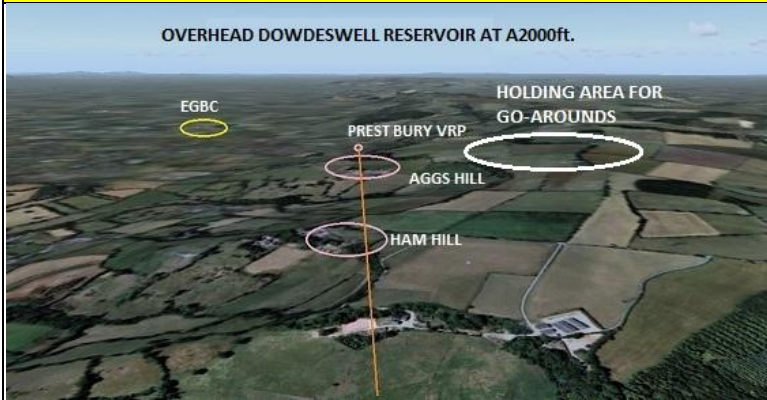 OVERHEAD DOWDESWELL RESERVOIR AT A2000ft.
EGBC
HOLDING AREA FOR
GO-AROUNDS
PREST BURY VRP
AGGS HILL
HAM HILL